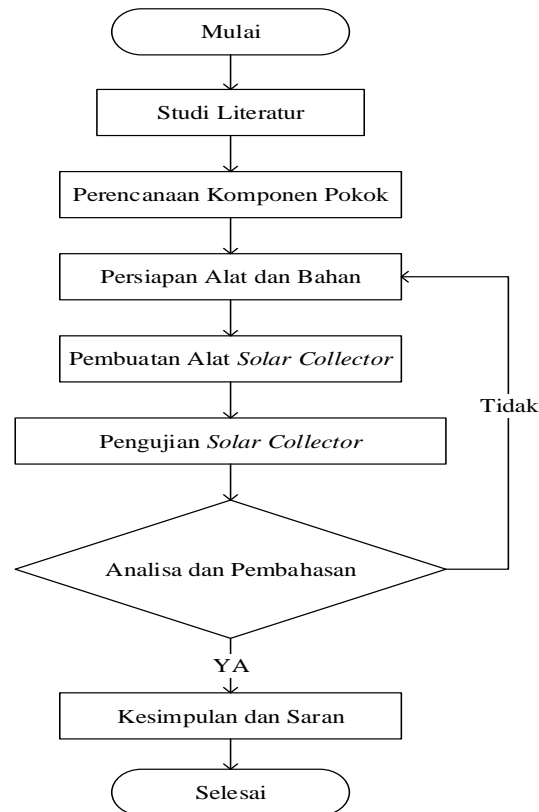 Mulai
Studi Literatur
Perencanaan Komponen Pokok
Persiapan Alat dan Bahan
Pembuatan Alat Solar Collector
Tidak
Pengujian Solar Collector
Analisa dan Pembahasan
YA
Kesimpulan dan Saran
Selesai